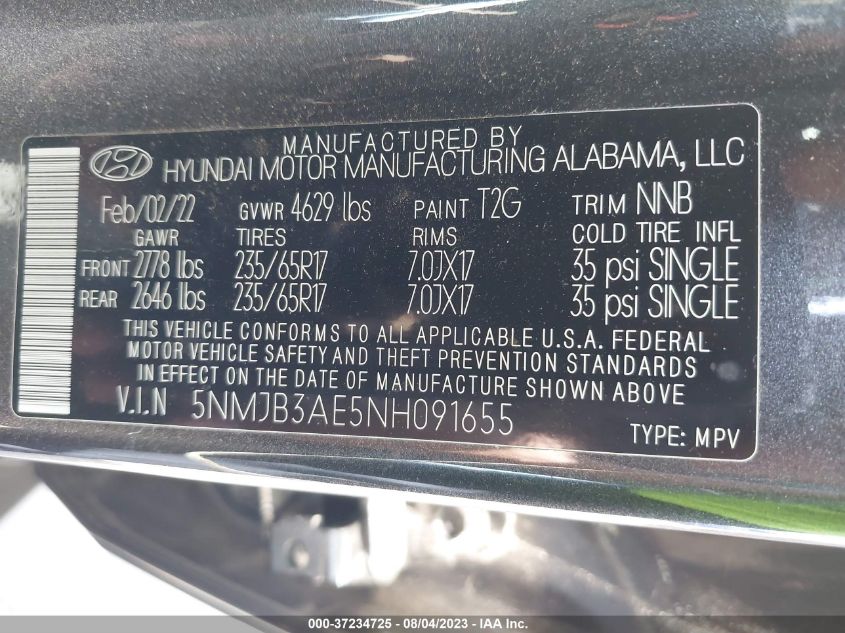 MANUFACTURED BY
HYUNDAI MOTOR MANUFACTURING ALABAMA, LLC
Feb/02/22 GVWR 4629 lbs PAINT T2G TRIM NNB
GAWR TIRES RIMS COLD TIRE INFL
FRONT 2778 lbs 235/65R17 7.0JX17 35 psi SINGLE
REAR 2646 lbs 235/65R17 7.0JX17 35 psi SINGLE
THIS VEHICLE CONFORMS TO ALL APPLICABLE U.S.A. FEDERAL
MOTOR VEHICLE SAFETY AND THEFT PREVENTION STANDARDS
IN EFFECT ON THE DATE OF MANUFACTURE SHOWN ABOVE
V.I.N 5NMJB3AE5NH091655
TYPE: MPV
000-37234725 - 08/04/2023 - IAA Inc.